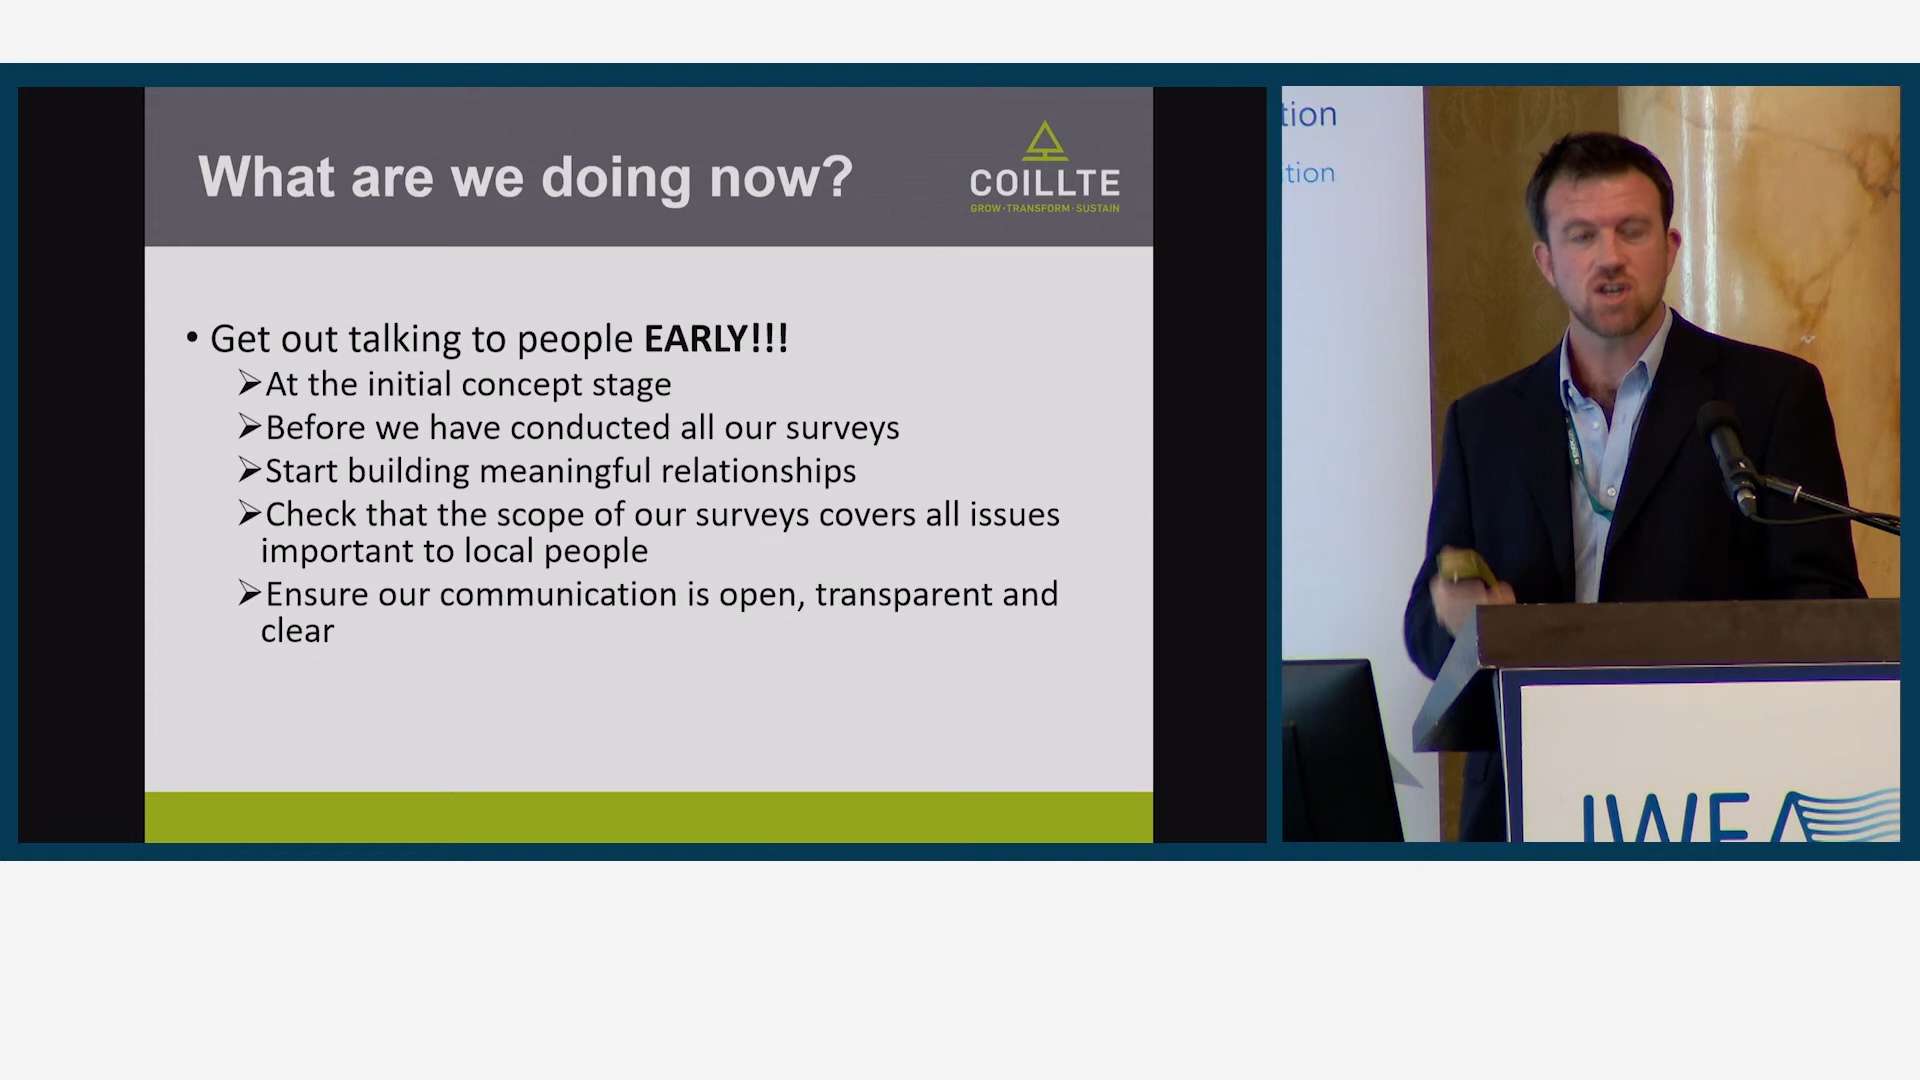 What are we doing now?
COILLTE
GROW·TRANSFORM·SUSTAIN
• Get out talking to people EARLY!!!
➢At the initial concept stage
➢Before we have conducted all our surveys
➢Start building meaningful relationships
➢Check that the scope of our surveys covers all issues
important to local people
➢Ensure our communication is open, transparent and
clear
tion
ition
IWEA